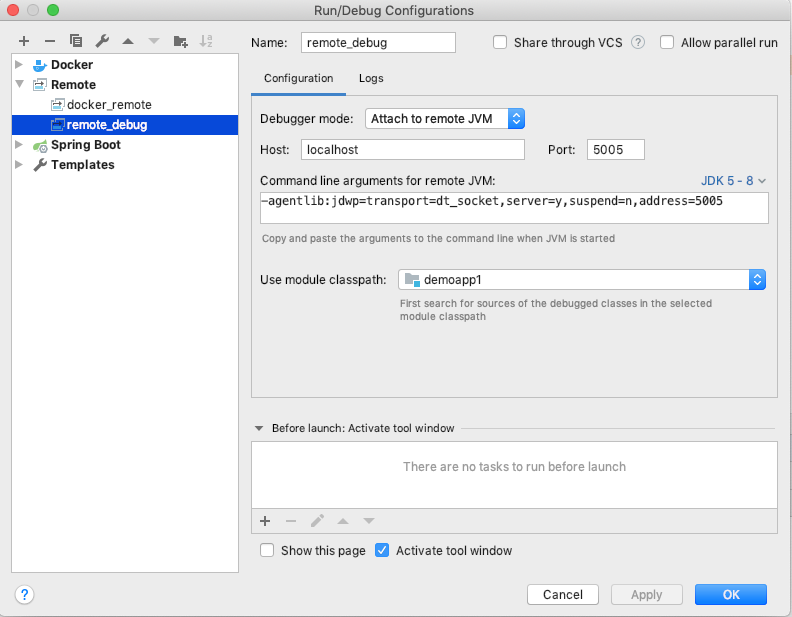 Run/Debug Configurations
Docker
Remote
docker_remote
remote_debug
Spring Boot
Templates
Name: remote_debug
Share through VCS ?
Allow parallel run
Configuration Logs
Debugger mode: Attach to remote JVM
Host: localhost Port: 5005
Command line arguments for remote JVM: JDK 5 - 8
-agentlib:jdwp=transport=dt_socket,server=y,suspend=n,address=5005
Copy and paste the arguments to the command line when JVM is started
Use module classpath: demoapp1
First search for sources of the debugged classes in the selected
module classpath
Before launch: Activate tool window
There are no tasks to run before launch
Show this page Activate tool window
? Cancel Apply OK